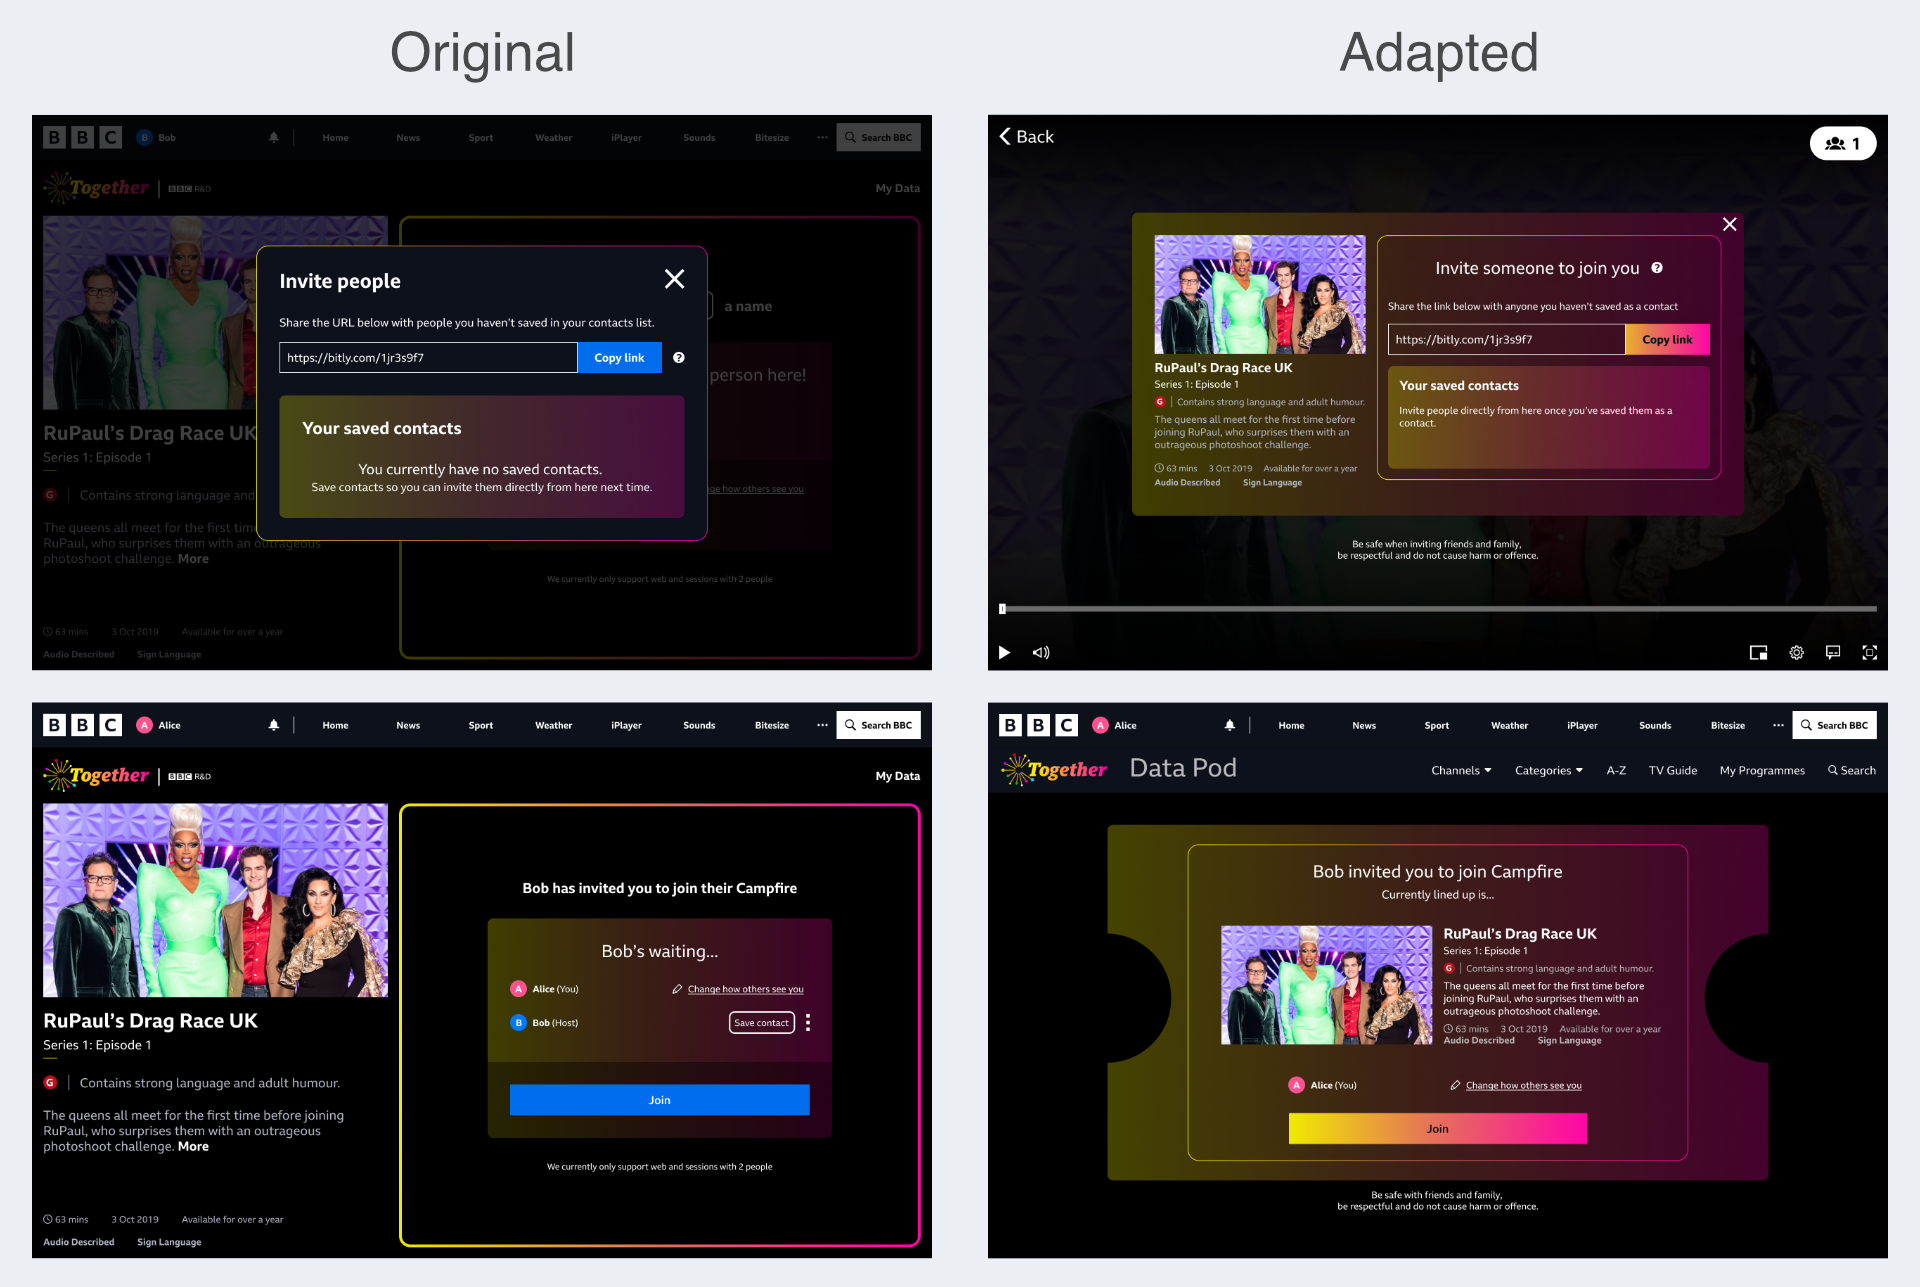 Original
Adapted
BBC B Bob Home News Sport Weather iPlayer Sounds Bitesize ··· Search BBC
Together | BBC R&D My Data
Invite people
Share the URL below with people you haven't saved in your contacts list.
https://bitly.com/1jr3s9f7 Copy link ?
Your saved contacts
You currently have no saved contacts.
Save contacts so you can invite them directly from here next time.
a name
person here!
ge how others see you
We currently only support web and sessions with 2 people
RuPaul's Drag Race UK
Series 1: Episode 1
G | Contains strong language and
The queens all meet for the first time
RuPaul, who surprises them with an outrageous
photoshoot challenge. More
63 mins 3 Oct 2019 Available for over a year
Audio Described Sign Language
Back
1
RuPaul's Drag Race UK
Series 1: Episode 1
G | Contains strong language and adult humour.
The queens all meet for the first time before
joining RuPaul, who surprises them with an
outrageous photoshoot challenge.
63 mins 3 Oct 2019 Available for over a year
Audio Described Sign Language
Invite someone to join you ?
Share the link below with anyone you haven't saved as a contact
https://bitly.com/1jr3s9f7 Copy link
Your saved contacts
Invite people directly from here once you've saved them as a
contact.
Be safe when inviting friends and family,
be respectful and do not cause harm or offence.
BBC A Alice Home News Sport Weather iPlayer Sounds Bitesize ··· Search BBC
Together | BBC R&D My Data
RuPaul's Drag Race UK
Series 1: Episode 1
G | Contains strong language and adult humour.
The queens all meet for the first time before joining
RuPaul, who surprises them with an outrageous
photoshoot challenge. More
63 mins 3 Oct 2019 Available for over a year
Audio Described Sign Language
Bob has invited you to join their Campfire
Bob's waiting...
A Alice (You) Change how others see you
B Bob (Host) Save contact
Join
We currently only support web and sessions with 2 people
BBC A Alice Home News Sport Weather iPlayer Sounds Bitesize ··· Search BBC
Together Data Pod Channels Categories A-Z TV Guide My Programmes Search
Bob invited you to join Campfire
Currently lined up is...
RuPaul's Drag Race UK
Series 1: Episode 1
G | Contains strong language and adult humour.
The queens all meet for the first time before
joining RuPaul, who surprises them with an
outrageous photoshoot challenge.
63 mins 3 Oct 2019 Available for over a year
Audio Described Sign Language
A Alice (You) Change how others see you
Join
Be safe with friends and family,
be respectful and do not cause harm or offence.